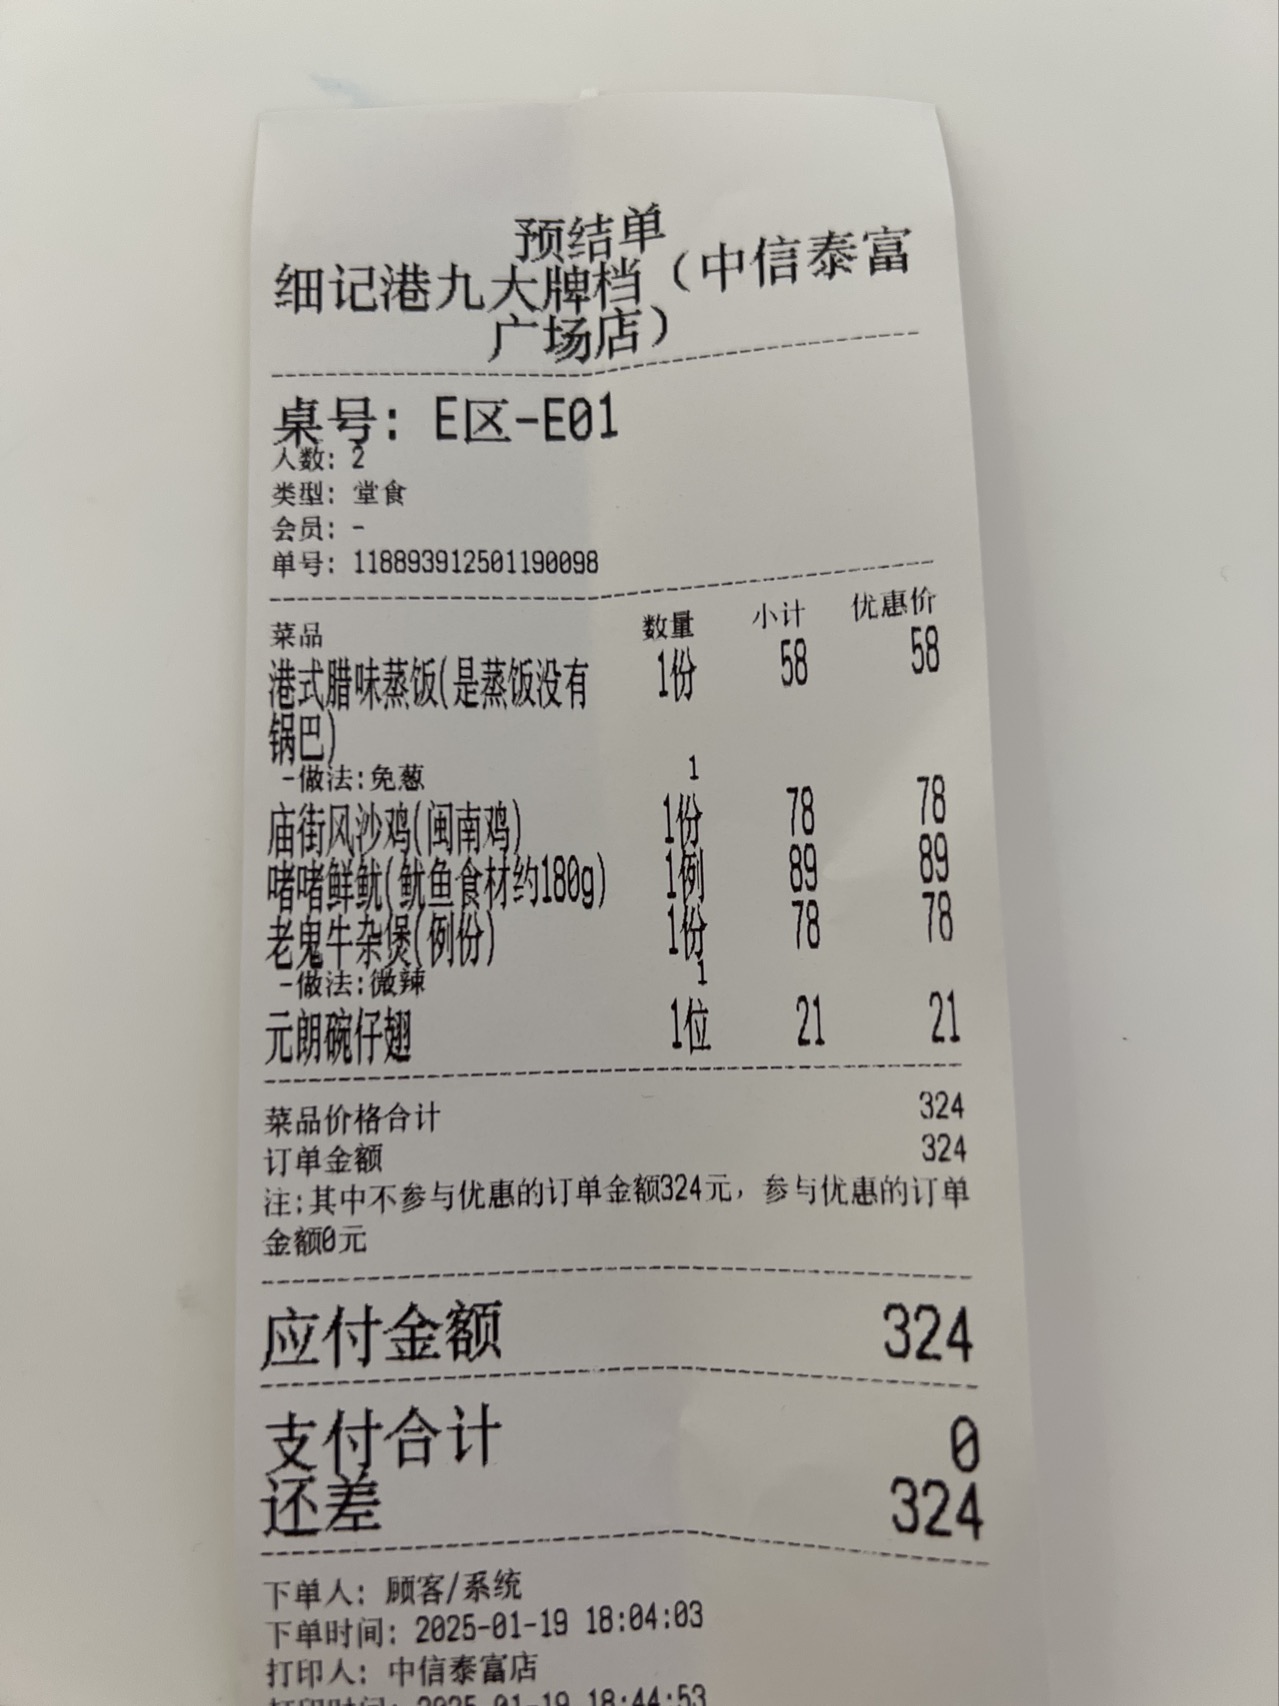 预结单
细记港九大牌档（中信泰富
广场店）
桌号: E区-E01
人数: 2
类型: 堂食
会员: -
单号: 118893912501190098
菜品 数量 小计 优惠价
港式腊味蒸饭(是蒸饭没有 1份 58 58
锅巴)
-做法:免葱 1
庙街风沙鸡(闽南鸡) 1份 78 78
啫啫鲜鱿(鱿鱼食材约180g) 1例 89 89
老鬼牛杂煲(例份) 1份 78 78
-做法:微辣 1
元朗碗仔翅 1位 21 21
菜品价格合计 324
订单金额 324
注:其中不参与优惠的订单金额324元，参与优惠的订单
金额0元
应付金额 324
支付合计 0
还差 324
下单人: 顾客/系统
下单时间: 2025-01-19 18:04:03
打印人: 中信泰富店
打印时间: 2025-01-19 18:44:53